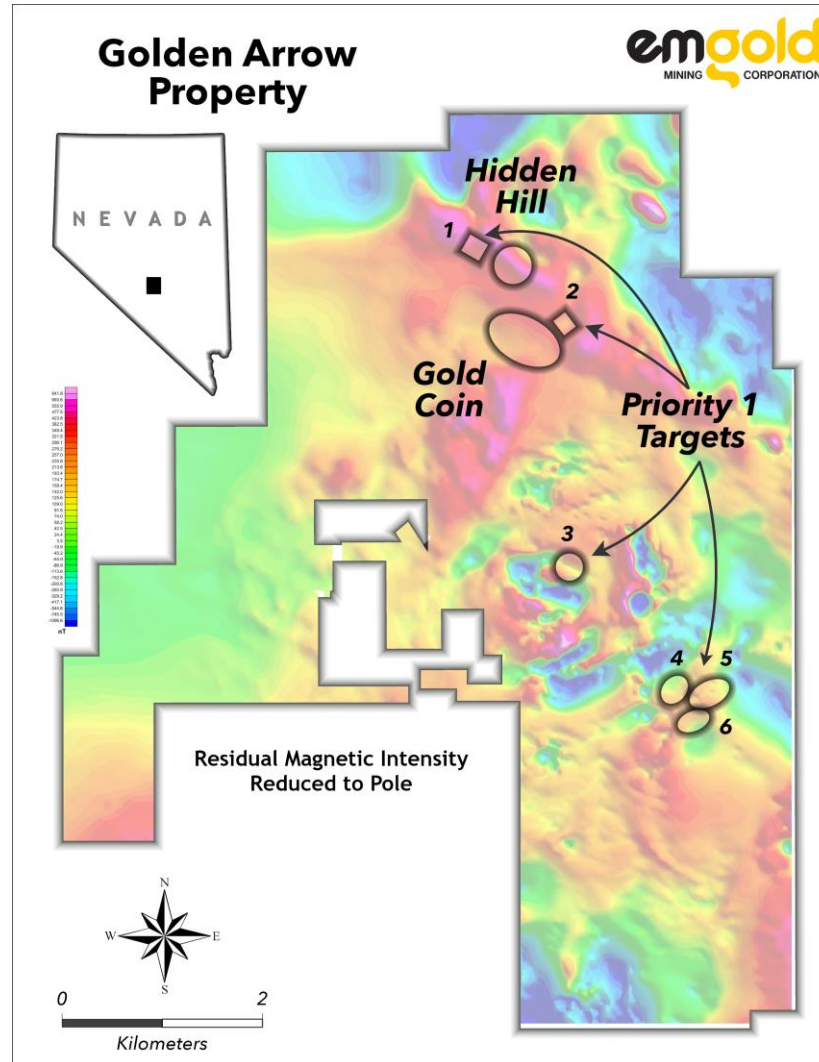 Golden Arrow
Property
emgold
MINING CORPORATION
NEVADA
Hidden
Hill
1
2
Gold
Coin
Priority 1
Targets
3
4
5
6
nT
Residual Magnetic Intensity
Reduced to Pole
N
W
E
S
0
2
Kilometers